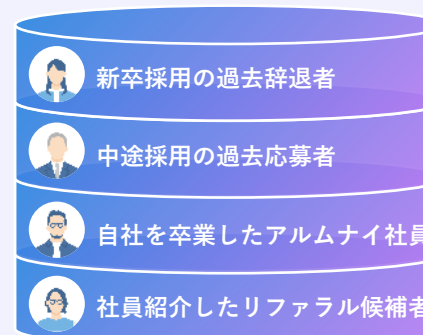 新卒採用の過去辞退者
中途採用の過去応募者
自社を卒業したアルムナイ社員
社員紹介したリファラル候補者